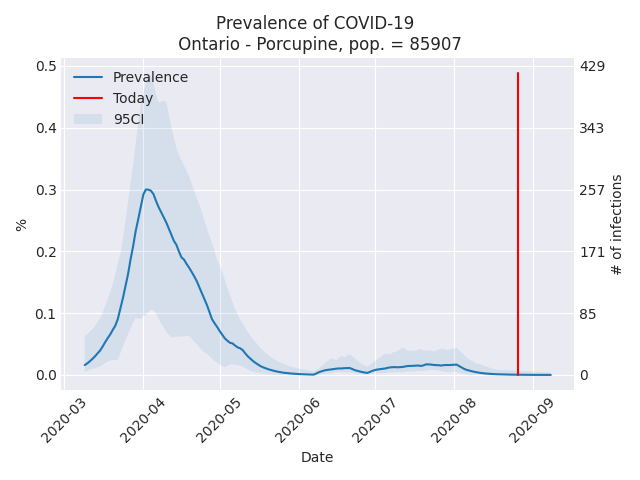 Prevalence of COVID-19
Ontario - Porcupine, pop. = 85907
Prevalence
Today
95CI
0.5
0.4
0.3
0.2
0.1
0.0
%
429
343
257
171
85
0
# of infections
2020-03
2020-04
2020-05
2020-06
2020-07
2020-08
2020-09
Date